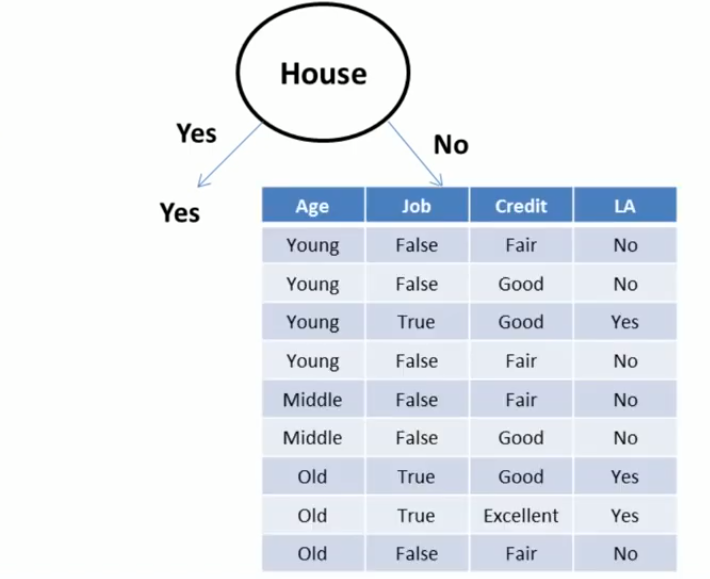 House
Yes No
Yes
Age Job Credit LA
Young False Fair No
Young False Good No
Young True Good Yes
Young False Fair No
Middle False Fair No
Middle False Good No
Old True Good Yes
Old True Excellent Yes
Old False Fair No